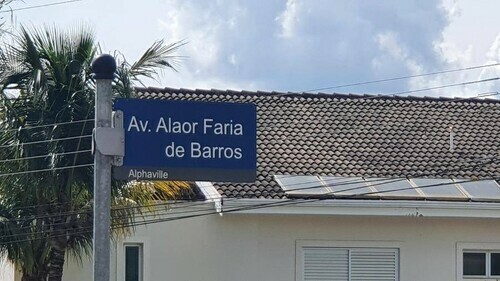 Av. Alaor Faria
de Barros
Alphaville